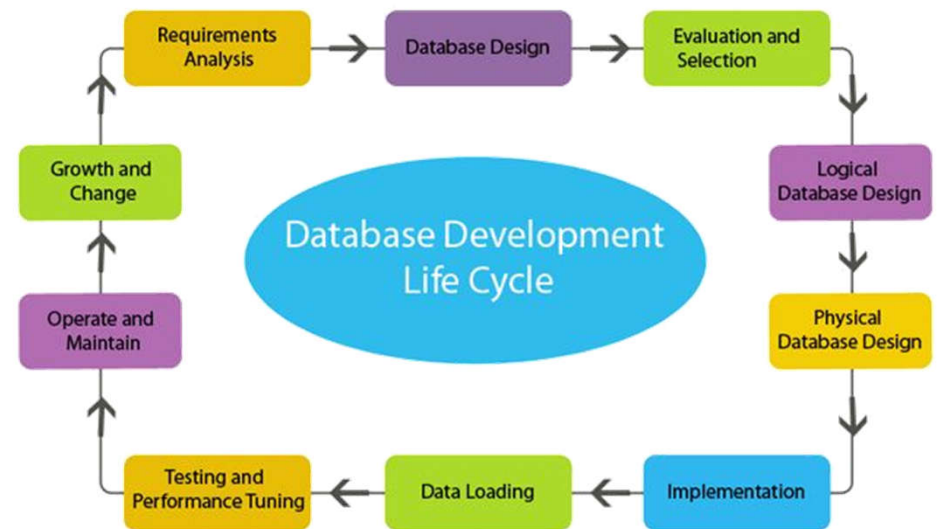 Requirements
Analysis
Database Design
Evaluation and
Selection
Logical
Database Design
Physical
Database Design
Implementation
Data Loading
Testing and
Performance Tuning
Operate and
Maintain
Growth and
Change
Database Development
Life Cycle